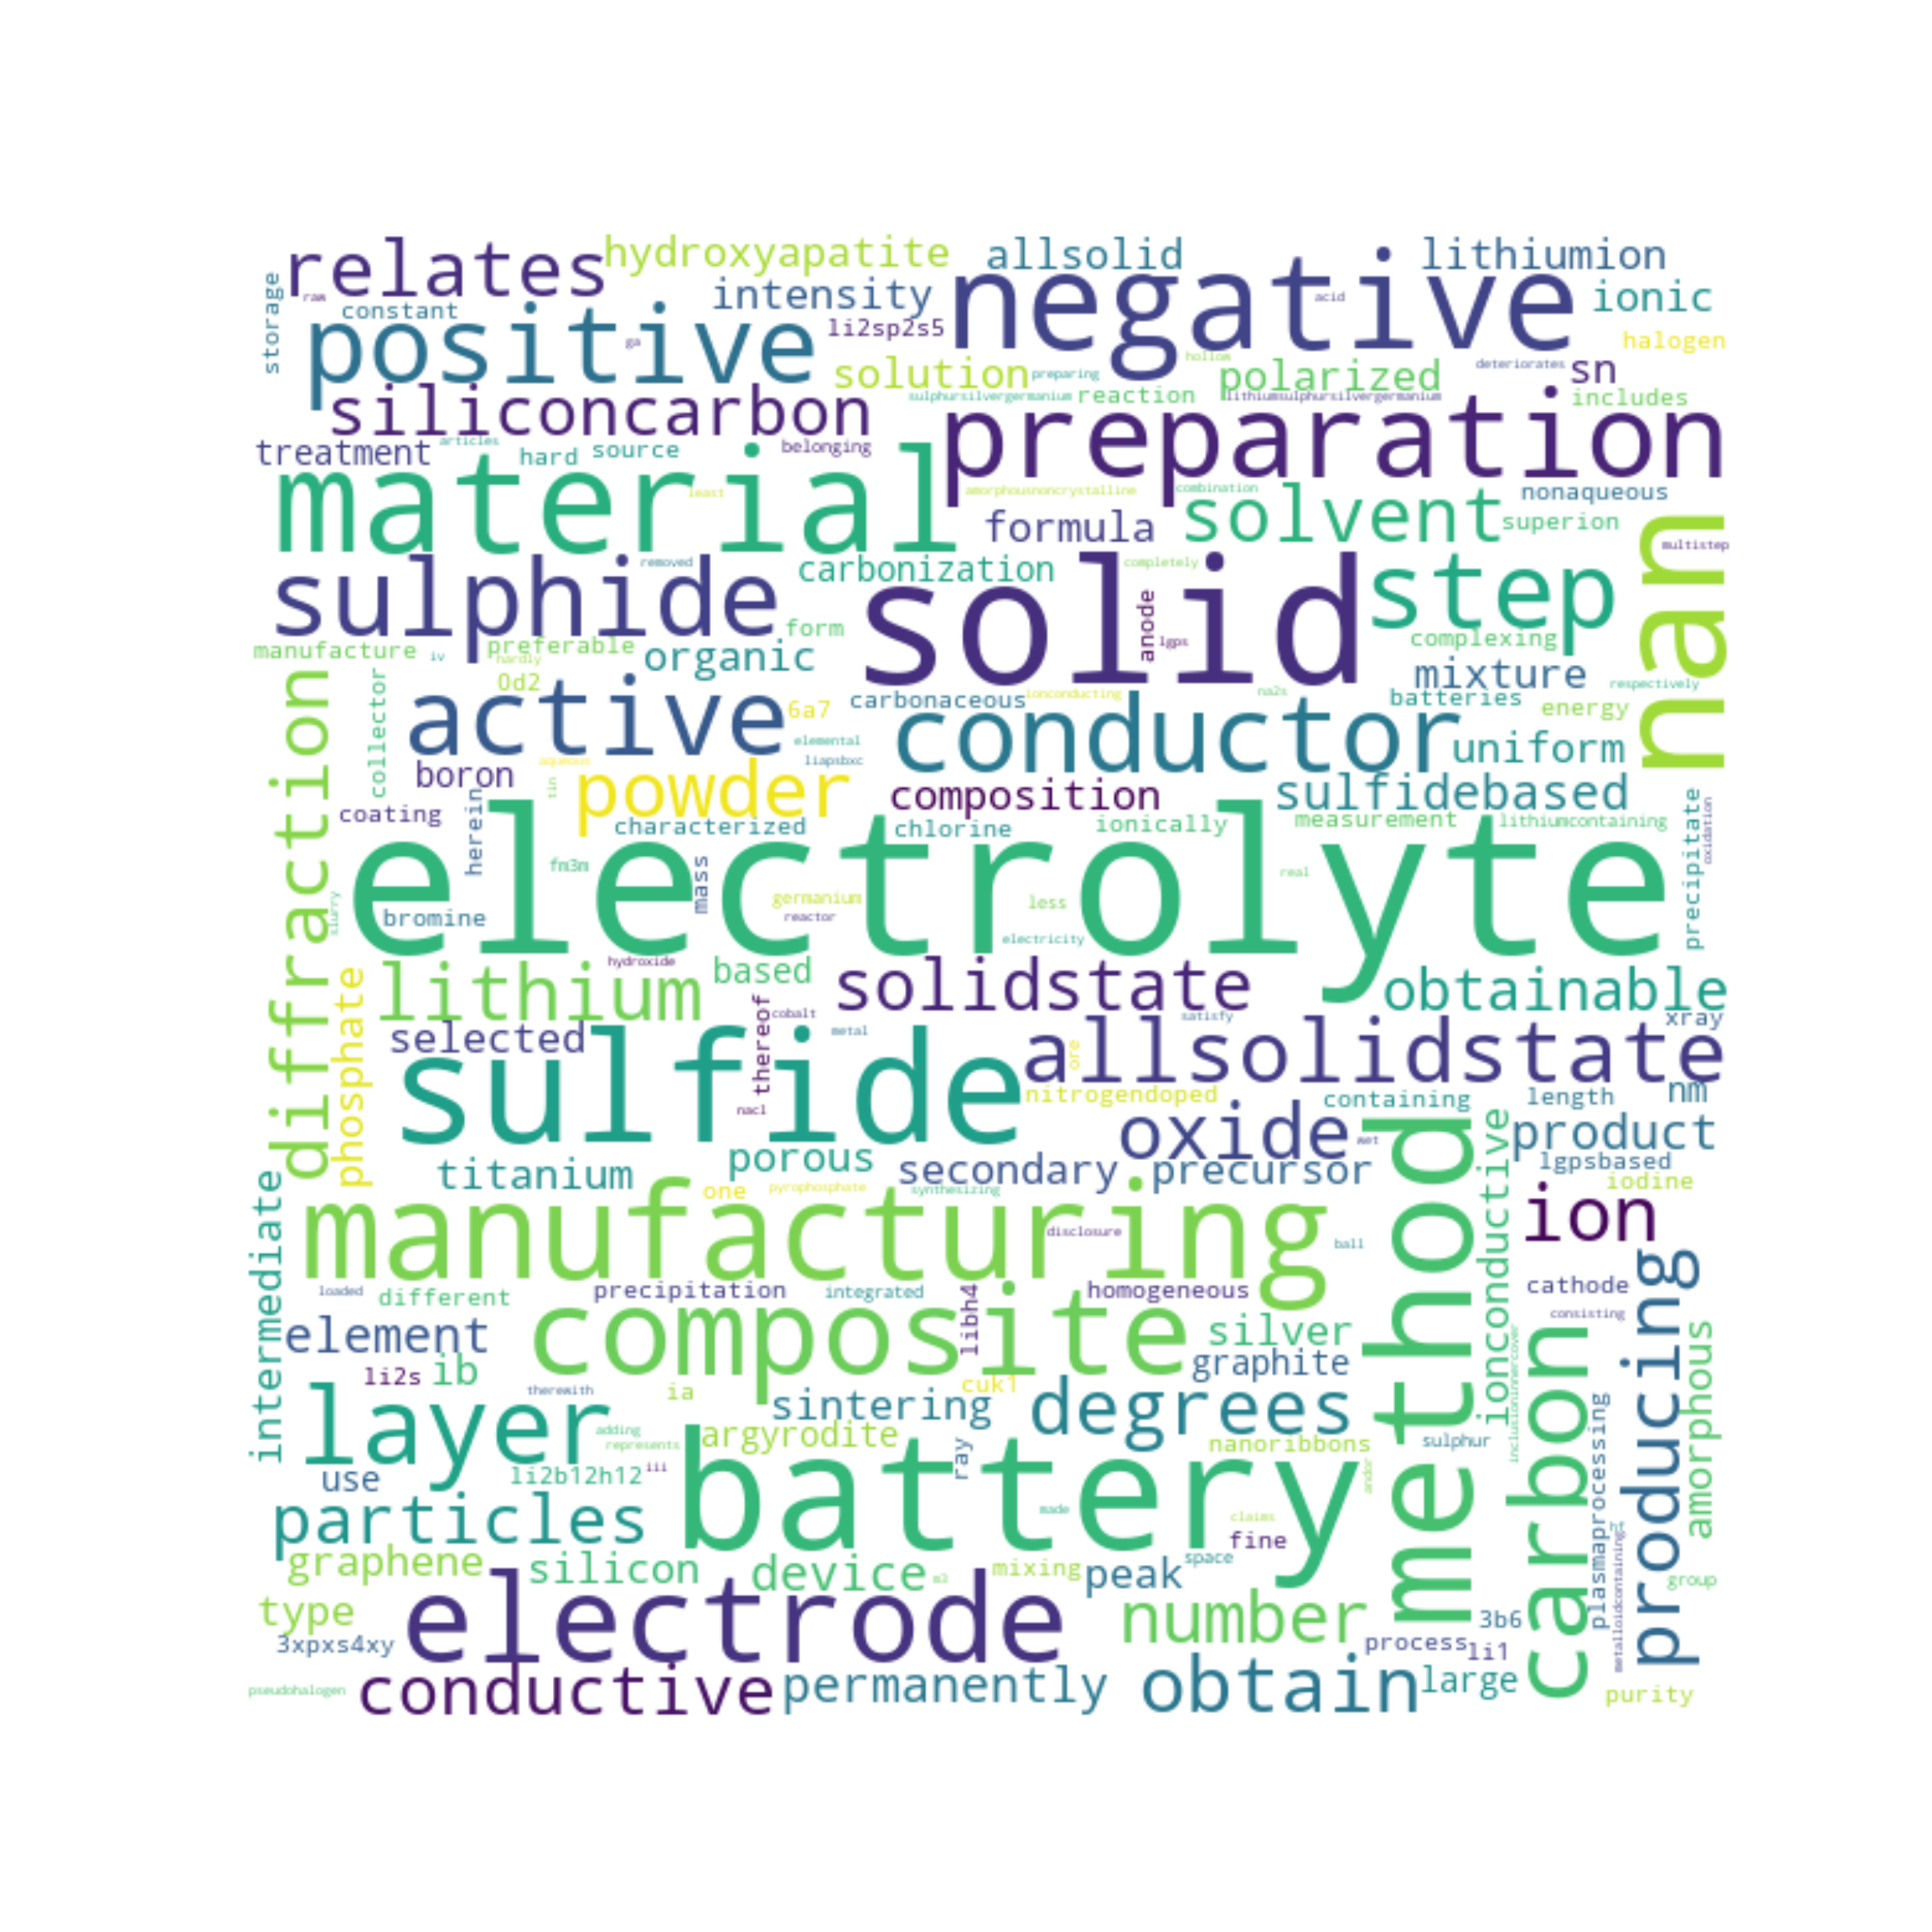 relates
hydroxyapatite
allsolid
negative
lithiumion
storage
raw
constant
intensity
acid
ionic
positive
ga
li2sp2s5
halogen
siliconcarbon
solution
preparing
hollow
polarized
deteriorates
sn
sulphursilvergermanium
reaction
lithiumsulphursilvergermanium
includes
treatment
articles
hard
source
belonging
preparation
material
least
amorphousnoncrystalline
combination
solvent
nonaqueous
formula
superion
nan
multistep
sulphide
removed
carbonization
completely
solid
step
anode
lgps
form
complexing
manufacture
iv
preferable
hardly
organic
mixture
respectively
diffraction
collector
0d2
active
6a7
carbonaceous
ionconducting
na2s
batteries
energy
conductor
elemental
liapsbxc
uniform
boron
aqueous
tin
powder
composition
sulfidebased
coating
herein
characterized
chlorine
ionically
measurement
lithiumcontaining
precipitate
oxidation
electrolyte
fm3m
mass
germanium
less
real
slurry
bromine
reactor
electricity
hydroxide
phosphate
lithium
based
solidstate
obtainable
selected
thereof
cobalt
metal
satisfy
xray
sulfide
allsolidstate
ore
nacl
nitrogendoped
containing
length
nm
oxide
met
product
titanium
porous
secondary
precursor
lgpsbased
intermediate
one
pyrophosphate
synthesizing
iodine
manufacturing
disclosure
ball
method
ionconductive
ion
loaded
different
precipitation
integrated
libh4
homogeneous
cathode
consisting
producing
element
composite
silver
graphite
carbon
amorphous
li2s
ib
therewith
ia
cuk1
layer
sintering
degrees
adding
represents
argyrodite
ray
nanoribbons
sulphur
use
li2b12h12
iii
battery
andor
plasmaprocessing
particles
made
claims
fine
graphene
silicon
device
m3
mixing
peak
space
group
type
electrode
number
3b6
metalloidcontaining
3xpxs4xy
process
li1
pseudohalogen
conductive
permanently
obtain
large
purity